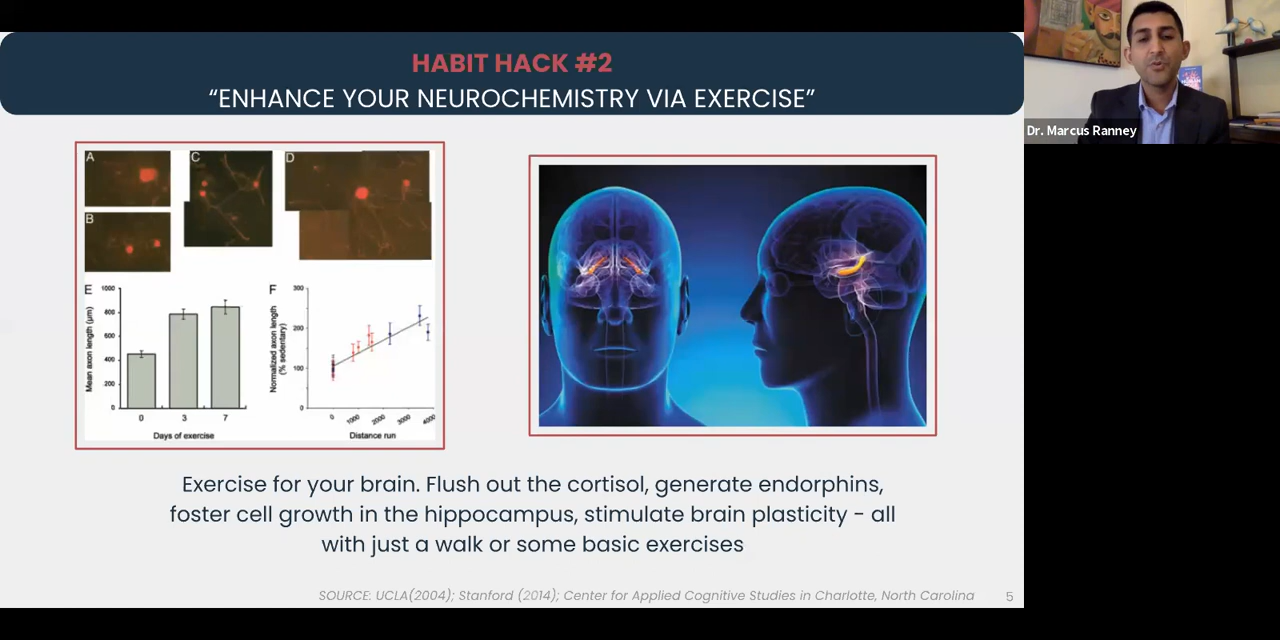 HABIT HACK #2
“ENHANCE YOUR NEUROCHEMISTRY VIA EXERCISE”
Dr. Marcus Ranney
A
C
D
B
E
Mean axon length (μm)
1000
800
600
400
200
0
0 3 7
Days of exercise
F
Normalized axon length
(% sedentary)
300
200
100
0
0 1000 2000 3000 4000
Distance run
Exercise for your brain. Flush out the cortisol, generate endorphins,
foster cell growth in the hippocampus, stimulate brain plasticity - all
with just a walk or some basic exercises
SOURCE: UCLA(2004); Stanford (2014); Center for Applied Cognitive Studies in Charlotte, North Carolina
5